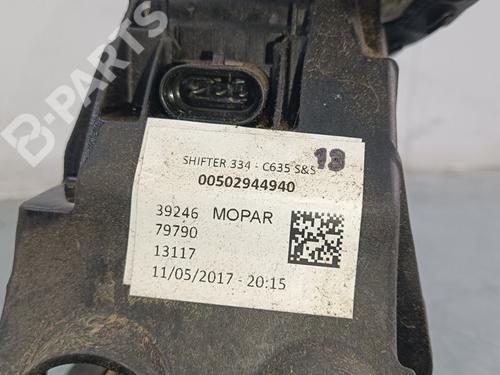 B-PARTS
SHIFTER 334 - C635 S&S 13
00502944940
39246 MOPAR
79790
13117
11/05/2017 - 20:15